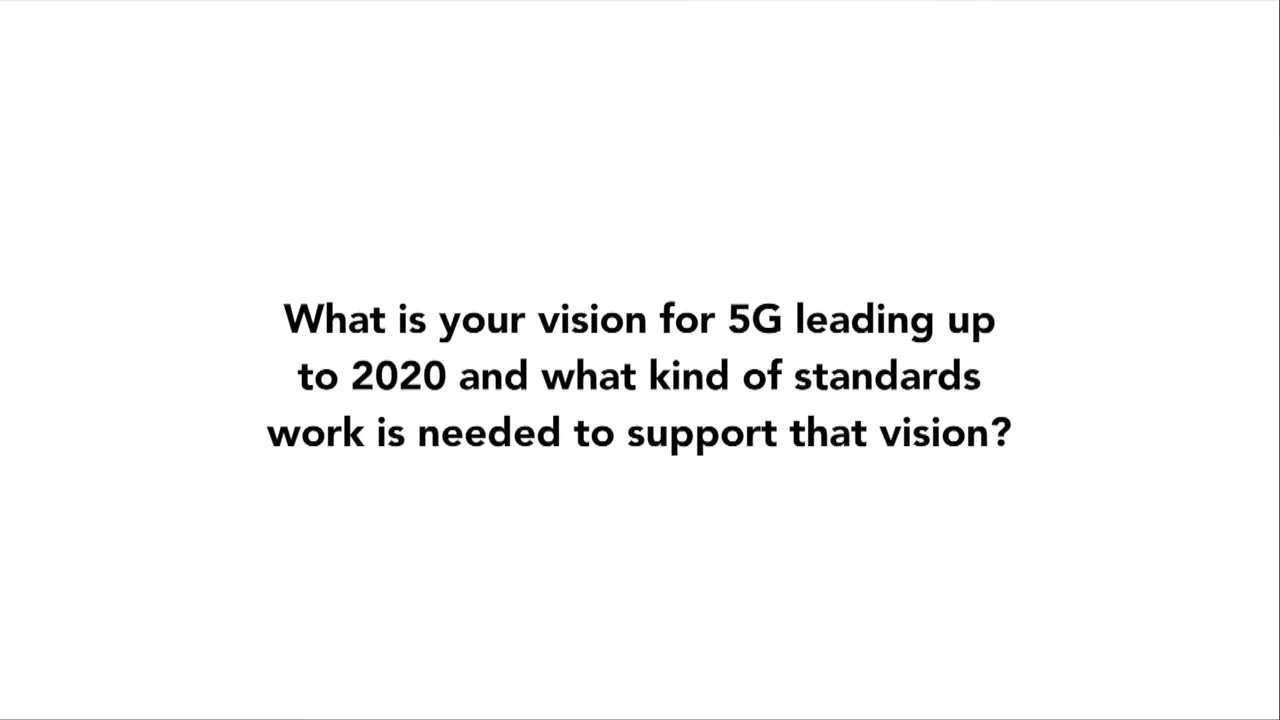 What is your vision for 5G leading up
to 2020 and what kind of standards
work is needed to support that vision?